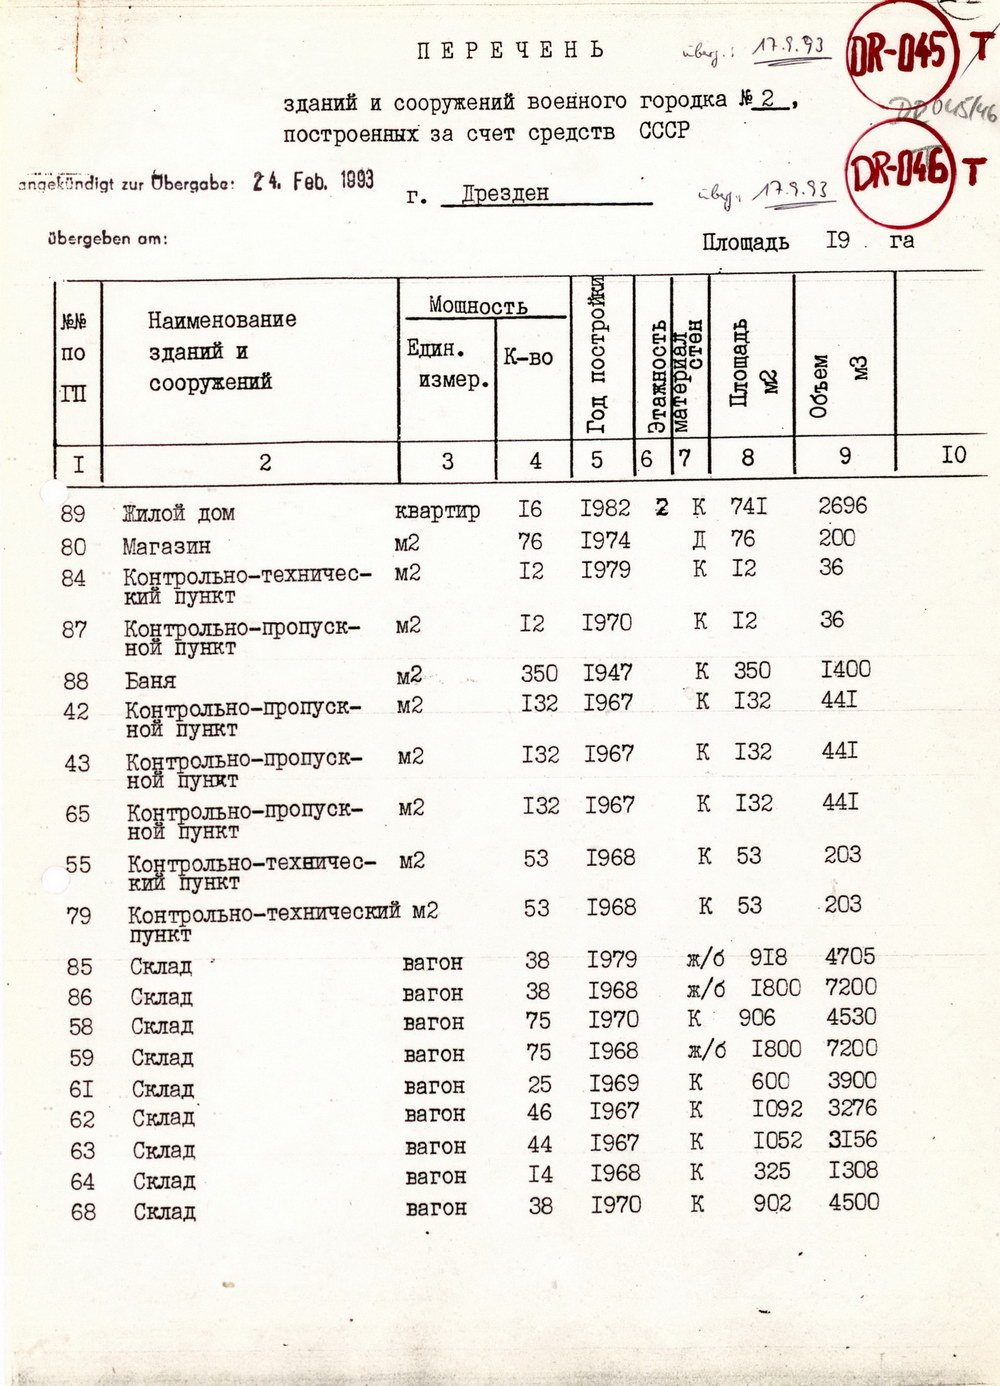 ПЕРЕЧЕНЬ
überg.: 17.9.93
DR-045 T
зданий и сооружений военного городка № 2,
DD 045/46
построенных за счет средств СССР
DR-046 T
angekündigt zur Übergabe: 24. Feb. 1993
г. Дрезден
überg. 17.9.93
übergeben am:
Площадь I9 га
№№ по ГП
Наименование зданий и сооружений
Мощность
Един. измер.
К-во
Год постройки
Этажность
материал стен
Площадь м2
Объем м3
I 2 3 4 5 6 7 8 9 I0
89 Жилой дом квартир I6 I982 2 К 74I 2696
80 Магазин м2 76 I974 Д 76 200
84 Контрольно-техничес- м2 I2 I979 К I2 36
кий пункт
87 Контрольно-пропуск- м2 I2 I970 К I2 36
ной пункт
88 Баня м2 350 I947 К 350 I400
42 Контрольно-пропуск- м2 I32 I967 К I32 44I
ной пункт
43 Контрольно-пропуск- м2 I32 I967 К I32 44I
ной пункт
65 Контрольно-пропуск- м2 I32 I967 К I32 44I
ной пункт
55 Контрольно-техничес- м2 53 I968 К 53 203
кий пункт
79 Контрольно-технический м2 53 I968 К 53 203
пункт
85 Склад вагон 38 I979 ж/б 9I8 4705
86 Склад вагон 38 I968 ж/б I800 7200
58 Склад вагон 75 I970 К 906 4530
59 Склад вагон 75 I968 ж/б I800 7200
6I Склад вагон 25 I969 К 600 3900
62 Склад вагон 46 I967 К I092 3276
63 Склад вагон 44 I967 К I052 3I56
64 Склад вагон I4 I968 К 325 I308
68 Склад вагон 38 I970 К 902 4500